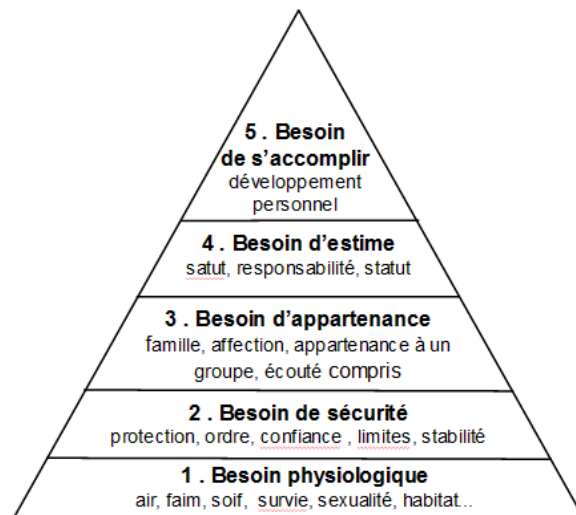 5 . Besoin
de s’accomplir
développement
personnel
4 . Besoin d’estime
satut, responsabilité, statut
3 . Besoin d’appartenance
famille, affection, appartenance à un
groupe, écouté compris
2 . Besoin de sécurité
protection, ordre, confiance , limites, stabilité
1 . Besoin physiologique
air, faim, soif, survie, sexualité, habitat...